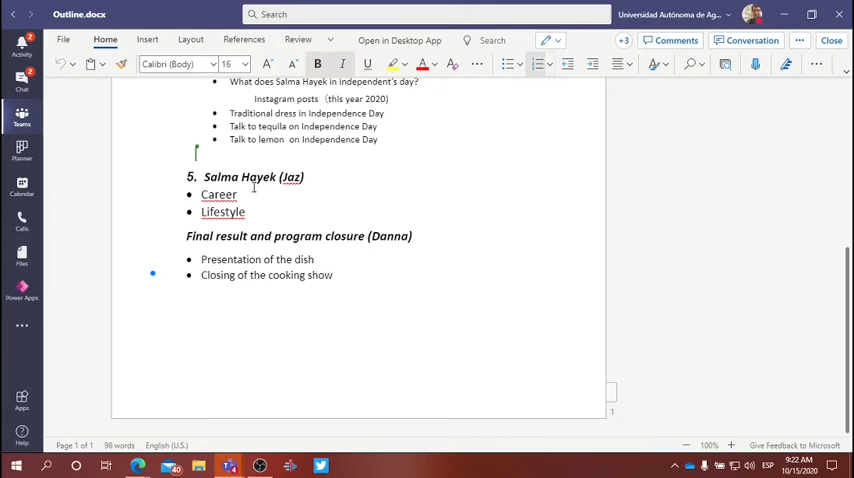 Outline.docx
Search
Universidad Autónoma de Ag...
File
Home
Insert
Layout
References
Review
Open in Desktop App
Search
+3
Comments
Conversation
Close
Calibri (Body)
16
B
I
U
A
Activity
2
Chat
2
Teams
Planner
Calendar
Calls
Files
Power Apps
Apps
Help
• What does Salma Hayek in independent's day?
Instagram posts (this year 2020)
• Traditional dress in Independence Day
• Talk to tequila on Independence Day
• Talk to lemon on Independence Day
5. Salma Hayek (Jaz)
• Career
• Lifestyle
Final result and program closure (Danna)
• Presentation of the dish
• Closing of the cooking show
1
Page 1 of 1
98 words
English (U.S.)
100%
Give Feedback to Microsoft
40
4
ESP
9:22 AM
10/15/2020